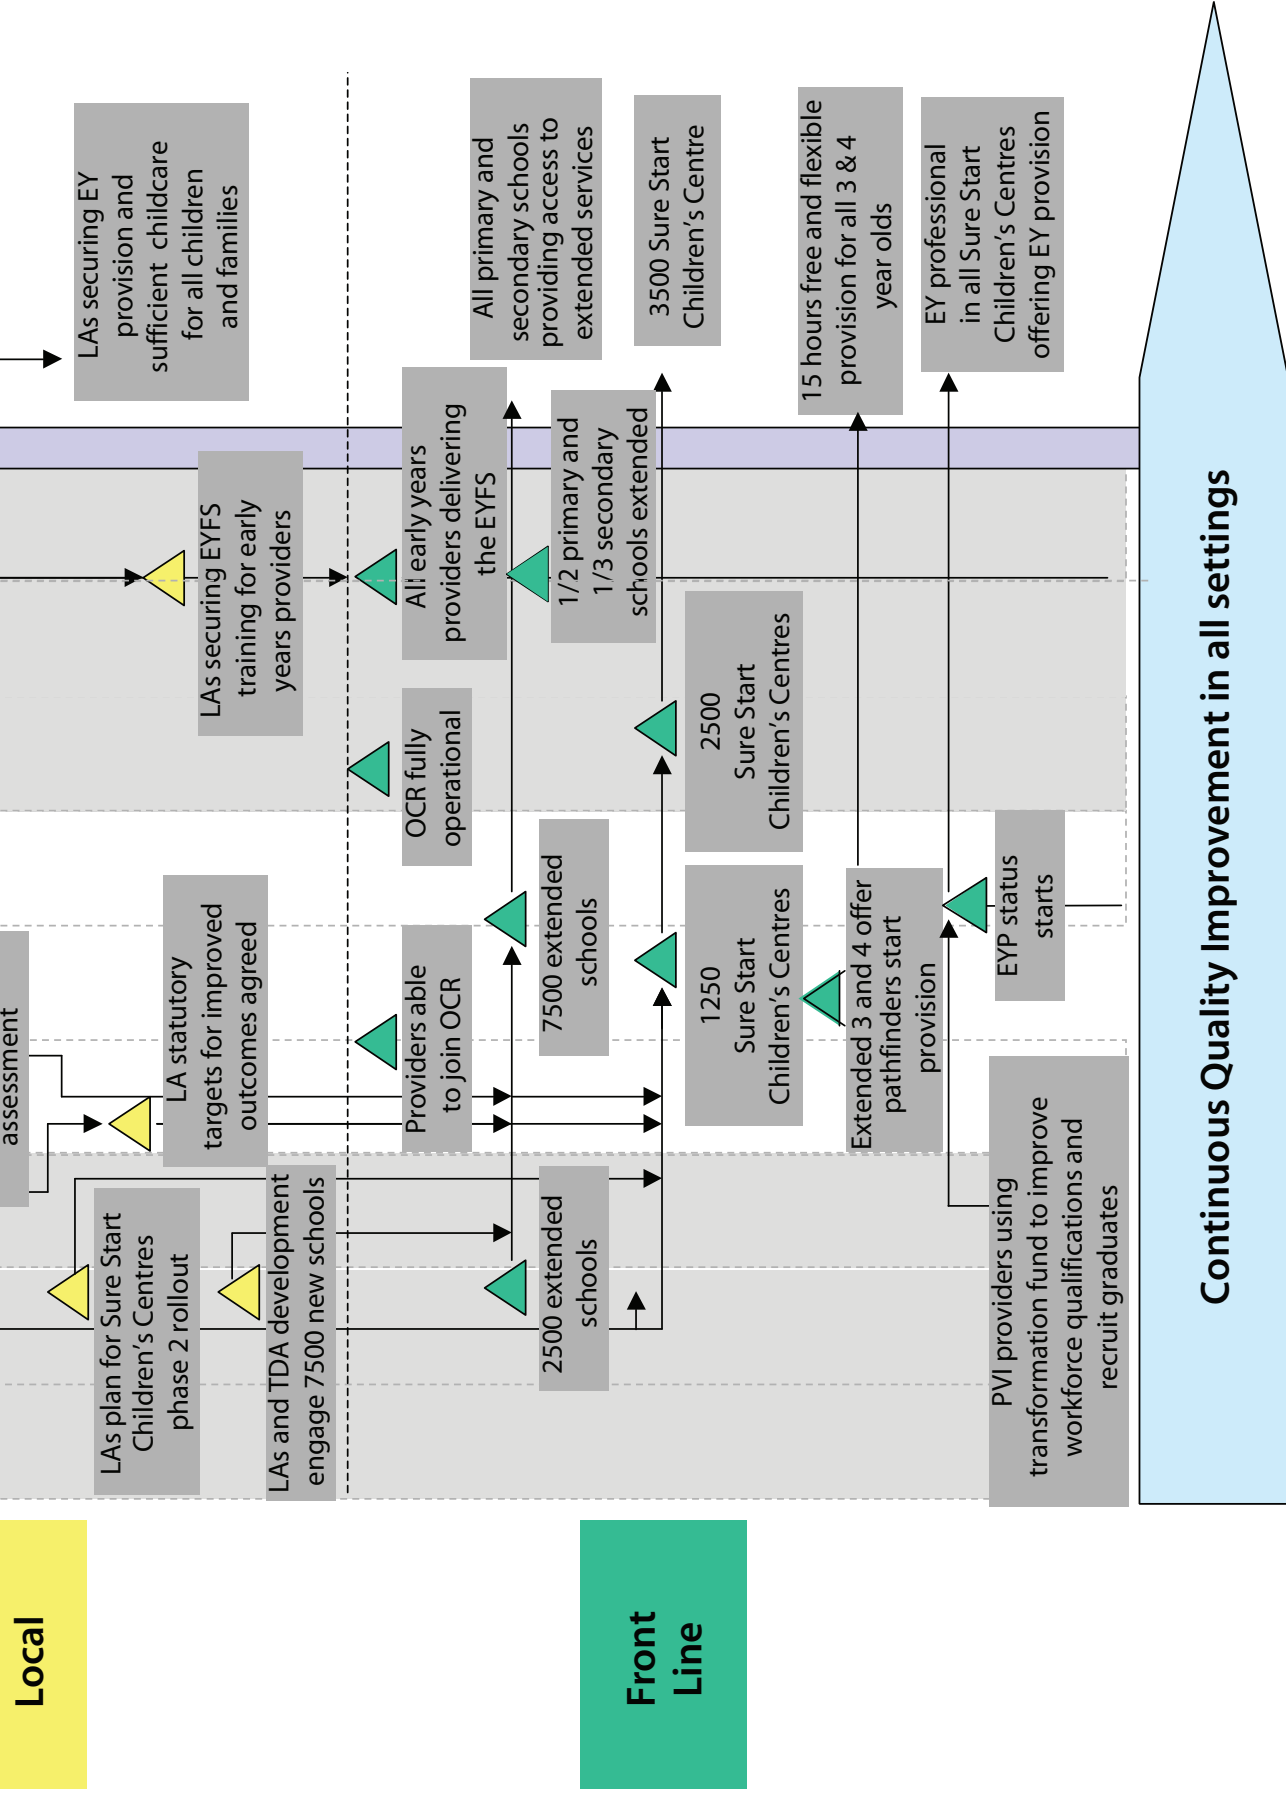 Local
assessment
LAs plan for Sure Start
Children's Centres
phase 2 rollout
LA statutory
targets for improved
outcomes agreed
LAs and TDA development
engage 7500 new schools
LAs securing EYFS
training for early
years providers
LAs securing EY
provision and
sufficient childcare
for all children
and families
Front
Line
Providers able
to join OCR
OCR fully
operational
All early years
providers delivering
the EYFS
All primary and
secondary schools
providing access to
extended services
2500 extended
schools
7500 extended
schools
1/2 primary and
1/3 secondary
schools extended
1250
Sure Start
Children's Centres
2500
Sure Start
Children's Centres
3500 Sure Start
Children's Centre
Extended 3 and 4 offer
pathfinders start
provision
15 hours free and flexible
provision for all 3 & 4
year olds
PVI providers using
transformation fund to improve
workforce qualifications and
recruit graduates
EYP status
starts
EY professional
in all Sure Start
Children's Centres
offering EY provision
Continuous Quality Improvement in all settings